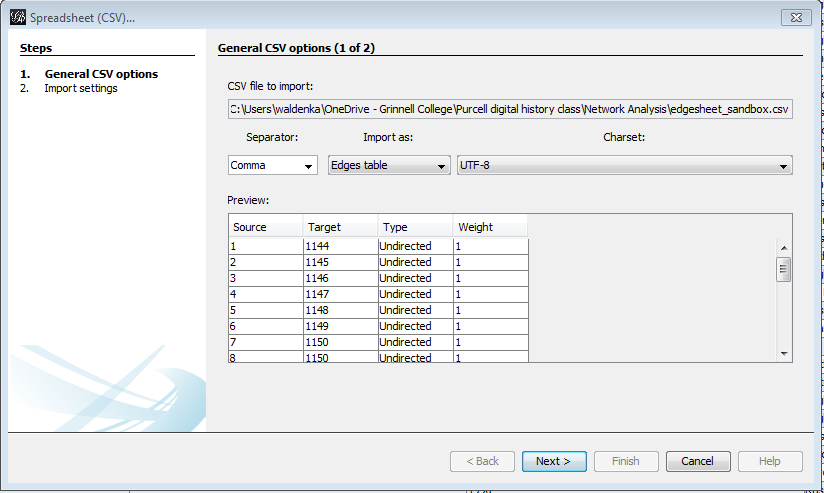 Spreadsheet (CSV)...
Steps
1. General CSV options
2. Import settings
General CSV options (1 of 2)
CSV file to import:
C:\Users\waldenka\OneDrive - Grinnell College\Purcell digital history class\Network Analysis\edgesheet_sandbox.csv
Separator: Import as: Charset:
Comma Edges table UTF-8
Preview:
Source Target Type Weight
1 1144 Undirected 1
2 1145 Undirected 1
3 1146 Undirected 1
4 1147 Undirected 1
5 1148 Undirected 1
6 1149 Undirected 1
7 1150 Undirected 1
8 1150 Undirected 1
< Back Next > Finish Cancel Help